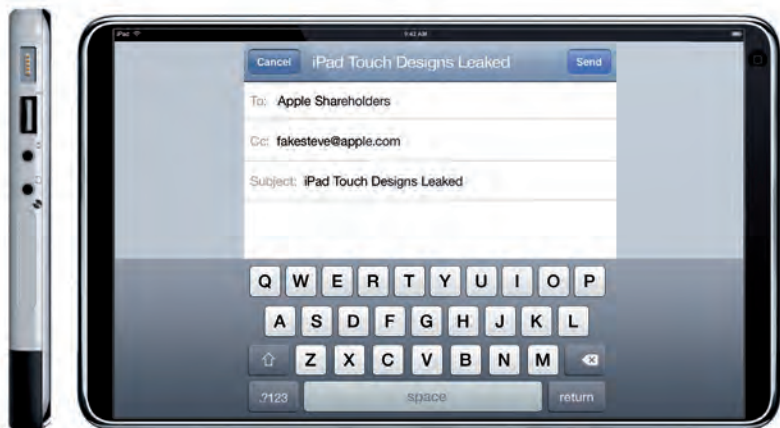 iPad 9:42 AM
Cancel iPad Touch Designs Leaked Send
To: Apple Shareholders
Cc: fakesteve@apple.com
Subject: iPad Touch Designs Leaked
Q W E R T Y U I O P
A S D F G H J K L
Z X C V B N M
.?123 space return